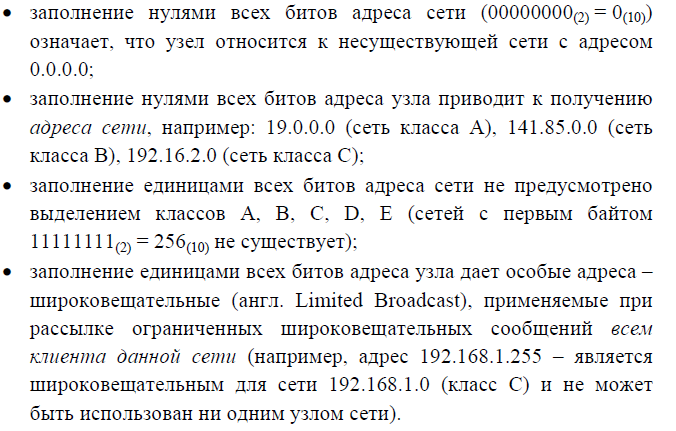 • заполнение нулями всех битов адреса сети (00000000(2) = 0(10))
означает, что узел относится к несуществующей сети с адресом
0.0.0.0;
• заполнение нулями всех битов адреса узла приводит к получению
адреса сети, например: 19.0.0.0 (сеть класса А), 141.85.0.0 (сеть
класса В), 192.16.2.0 (сеть класса С);
• заполнение единицами всех битов адреса сети не предусмотрено
выделением классов A, B, C, D, E (сетей с первым байтом
11111111(2) = 256(10) не существует);
• заполнение единицами всех битов адреса узла дает особые адреса –
широковещательные (англ. Limited Broadcast), применяемые при
рассылке ограниченных широковещательных сообщений всем
клиента данной сети (например, адрес 192.168.1.255 – является
широковещательным для сети 192.168.1.0 (класс С) и не может
быть использован ни одним узлом сети).